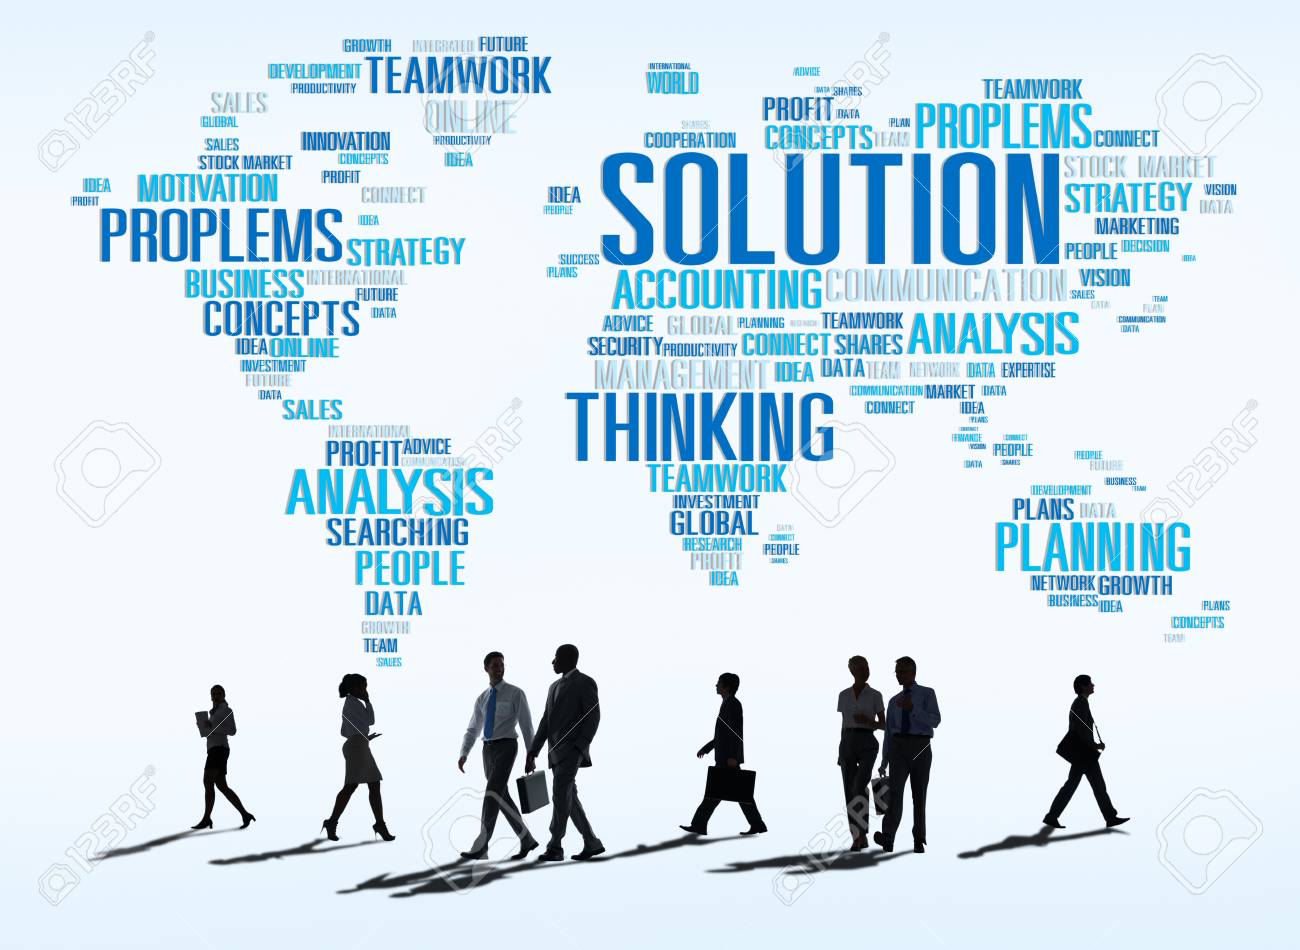 GROWTH INTEGRATED FUTURE
DEVELOPMENT TEAMWORK
PRODUCTIVITY
SALES ONLINE
GLOBAL
INNOVATION PRODUCTIVITY
SALES
STOCK MARKET CONCEPTS IDEA
PROFIT
IDEA MOTIVATION CONNECT
PROFIT
PROPLEMS IDEA
STRATEGY
BUSINESS INTERNATIONAL
FUTURE
CONCEPTS DATA
IDEA ONLINE
INVESTMENT
FUTURE
DATA
SALES
INTERNATIONAL
PROFIT ADVICE
COMMUNICATION
ANALYSIS
SEARCHING
PEOPLE
DATA
GROWTH
TEAM
SALES
INTERNATIONAL
WORLD
ADVICE
DATA SHARES
PROFIT
TEAMWORK
SHARES
COOPERATION CONCEPTS TEAM PLAN PROPLEMS CONNECT
IDEA SOLUTION STOCK MARKET
PEOPLE STRATEGY VISION
DATA
MARKETING
SUCCESS PEOPLE DECISION
PLANS IDEA
ACCOUNTING COMMUNICATION VISION
SALES TEAM
DATA PLAN
ADVICE GLOBAL PLANNING RESEARCH TEAMWORK ANALYSIS COMMUNICATION
DATA
SECURITY PRODUCTIVITY CONNECT SHARES
MANAGEMENT IDEA DATA TEAM NETWORK DATA EXPERTISE
COMMUNICATION MARKET DATA
THINKING CONNECT IDEA
PLANS
CONNECT
FINANCE CONNECT
VISION PEOPLE
DATA SHARES
TEAMWORK
INVESTMENT
GLOBAL DATA
RESEARCH CONNECT
PEOPLE
PROFIT SHARES
IDEA
PEOPLE
FUTURE
BUSINESS
DEVELOPMENT TEAM
PLANS DATA
PLANNING
NETWORK GROWTH
BUSINESS IDEA PLANS
CONCEPTS
TEAM
123RF